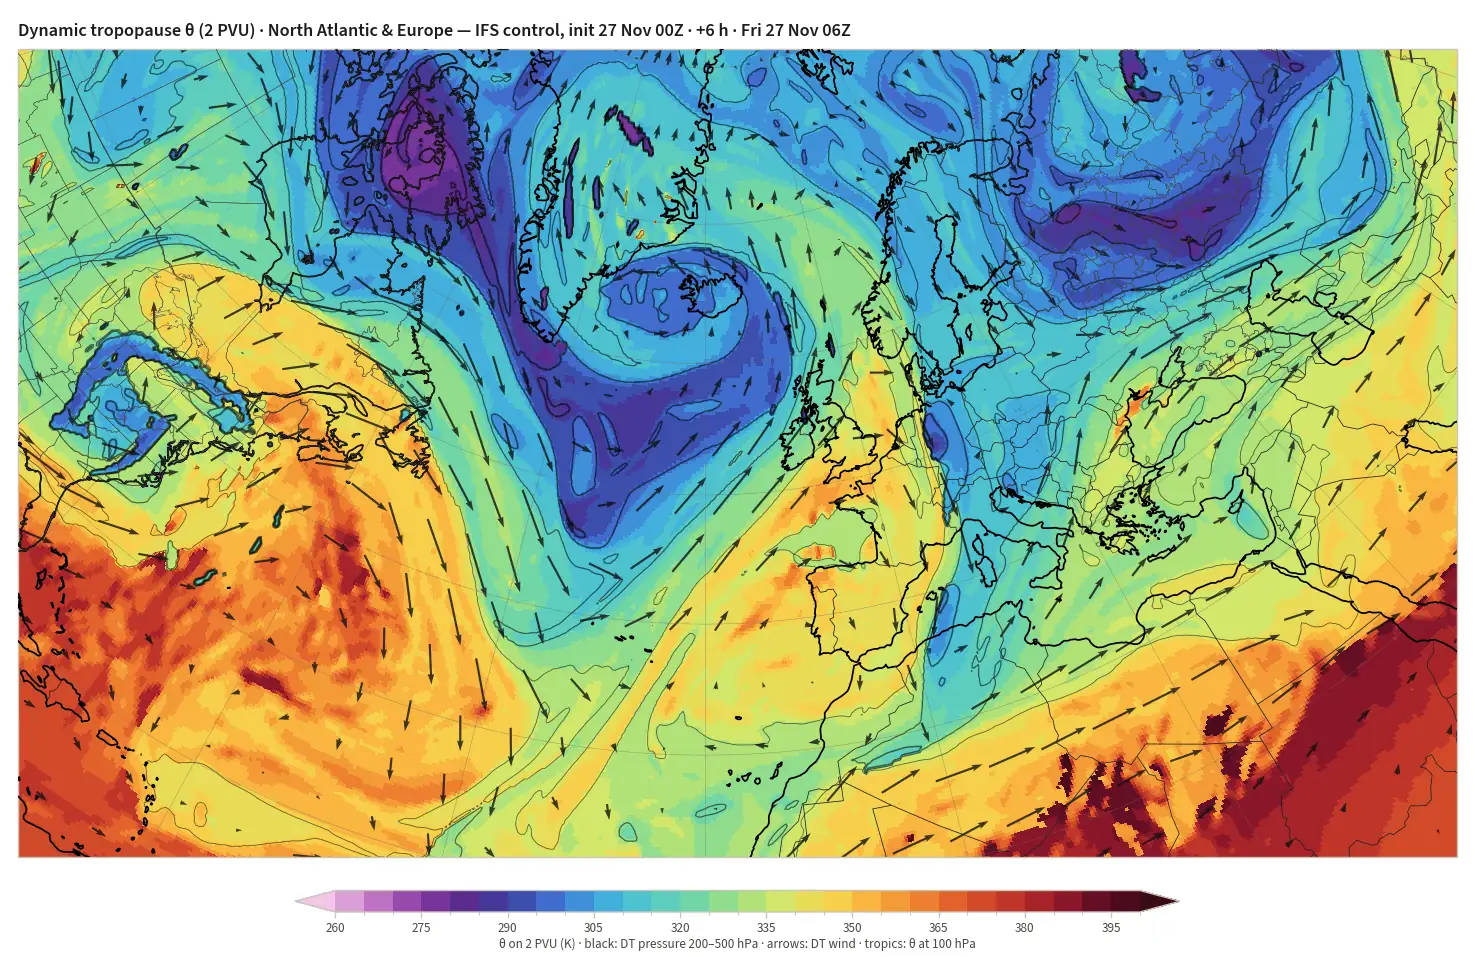 Dynamic tropopause θ (2 PVU) · North Atlantic & Europe — IFS control, init 27 Nov 00Z · +6 h · Fri 27 Nov 06Z
260 275 290 305 320 335 350 365 380 395
θ on 2 PVU (K) · black: DT pressure 200–500 hPa · arrows: DT wind · tropics: θ at 100 hPa